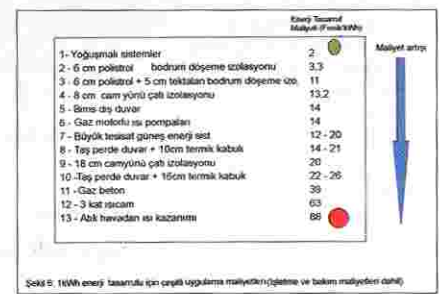 Enerji Tasarruf
Maliyeti (Fenik/kWh)
Maliyet artışı
1- Yoğuşmalı sistemler 2
2 - 6 cm polistrol bodrum döşeme izolasyonu 3,3
3 - 6 cm polistrol + 5 cm tektalan bodrum döşeme izo. 11
4 - 8 cm cam yünü çatı izolasyonu 13,2
5 - Bims dış duvar 14
6 - Gaz motorlu ısı pompaları 14
7 - Büyük tesisat güneş enerji sist 12 - 20
8 - Taş perde duvar + 10cm termik kabuk 14 - 21
9 - 18 cm camyünü çatı izolasyonu 20
10 -Taş perde duvar + 16cm termik kabuk 22 - 26
11 - Gaz beton 39
12 - 3 kat ısıcam 63
13 - Atık havadan ısı kazanımı 88
Şekil 6: 1kWh enerji tasarrufu için çeşitli uygulama maliyetleri(işletme ve bakım maliyetleri dahil)